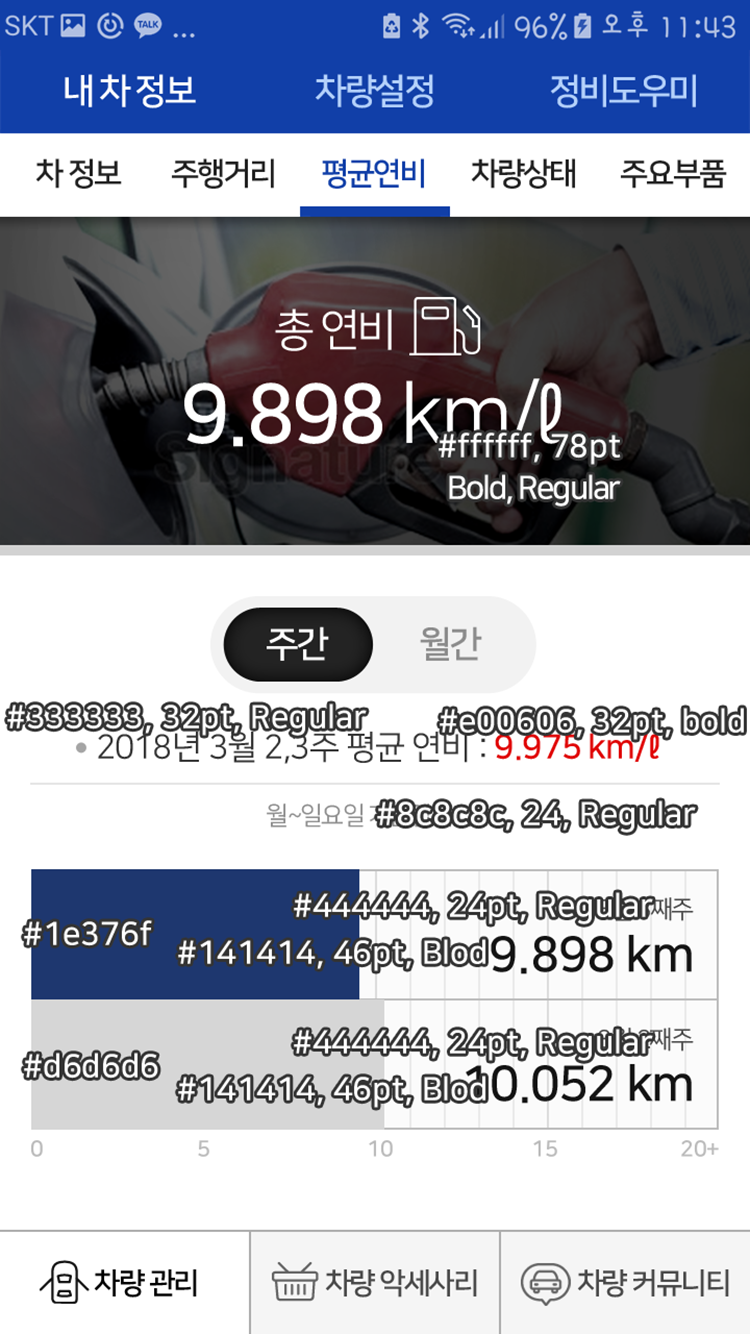 SKT TALK ... 96% 오후 11:43
내 차 정보 차량설정 정비도우미
차 정보 주행거리 평균연비 차량상태 주요부품
총 연비
9.898 km/ℓ
#ffffff, 78pt
Signature
Bold, Regular
주간 월간
#333333, 32pt, Regular #e00606, 32pt, bold
• 2018년 3월 2,3주 평균 연비 : 9.975 km/ℓ
월~일요일 #8c8c8c, 24, Regular
#444444, 24pt, Regular 째주
#1e376f
#141414, 46pt, Blod 9.898 km
#444444, 24pt, Regular 째주
#d6d6d6
#141414, 46pt, Blod 10.052 km
0 5 10 15 20+
차량 관리 차량 악세사리 차량 커뮤니티